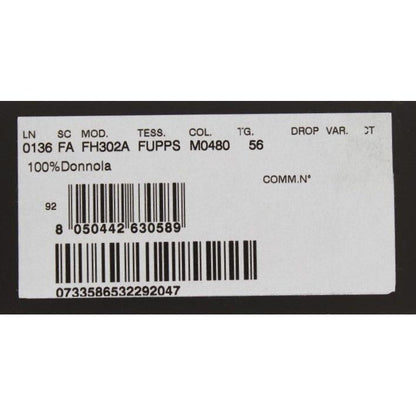 LN SC MOD. TESS. COL. TG. DROP VAR. CT
0136 FA FH302A FUPPS M0480 56
100%Donnola
COMM.N°
92
8 050442 630589
0733586532292047